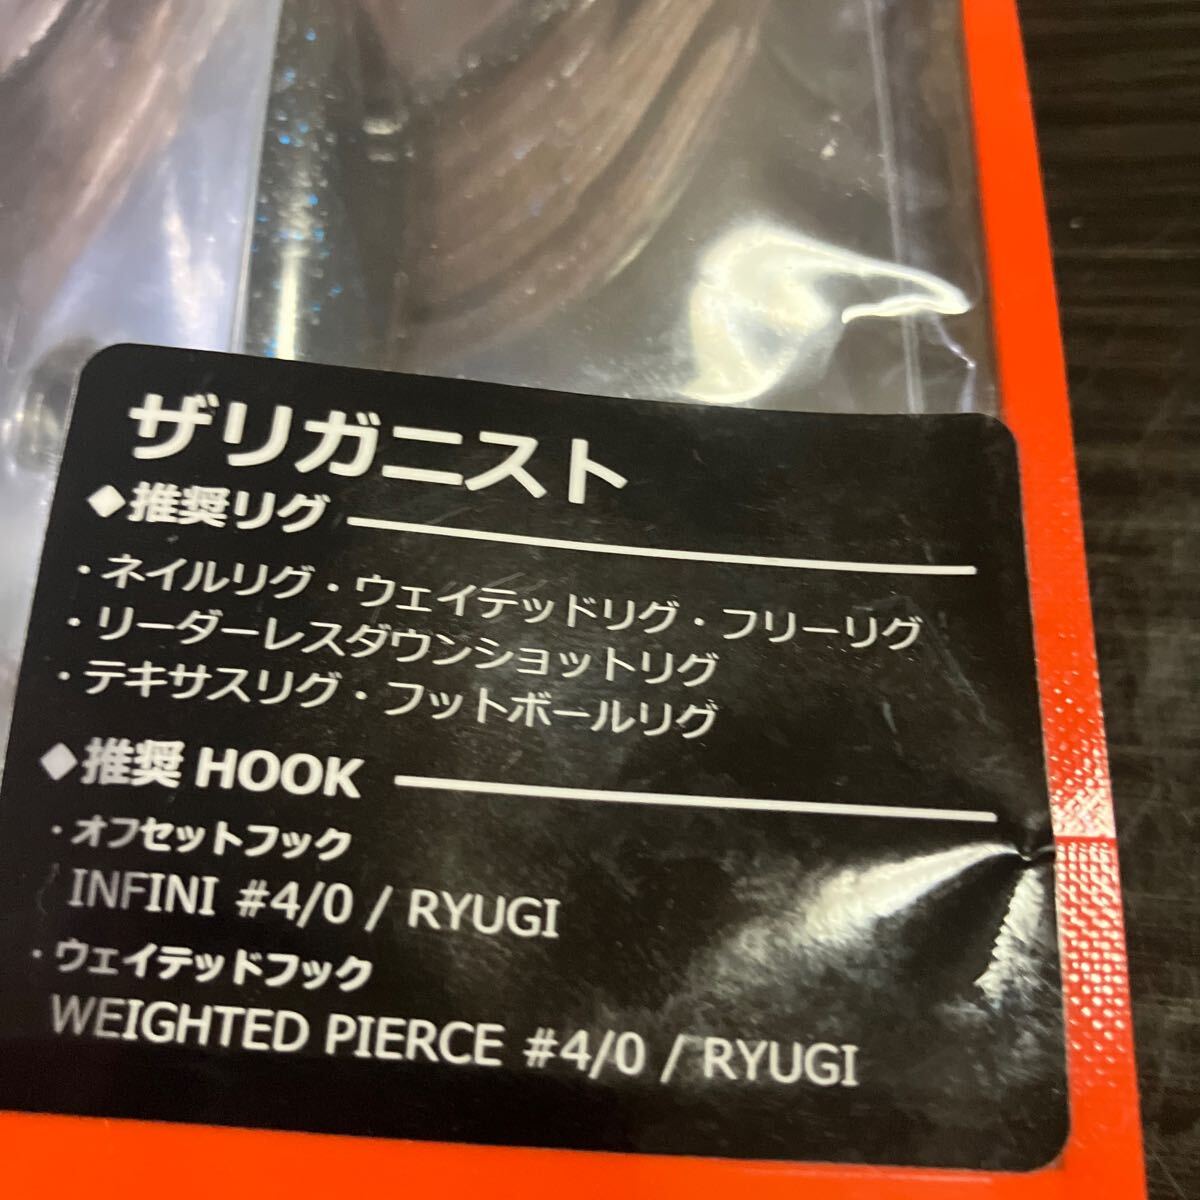 ザリガニスト
◆推奨リグ
・ネイルリグ・ウェイテッドリグ・フリーリグ
・リーダーレスダウンショットリグ
・テキサスリグ・フットボールリグ
◆推奨 HOOK
・オフセットフック
INFINI #4/0 / RYUGI
・ウェイテッドフック
WEIGHTED PIERCE #4/0 / RYUGI